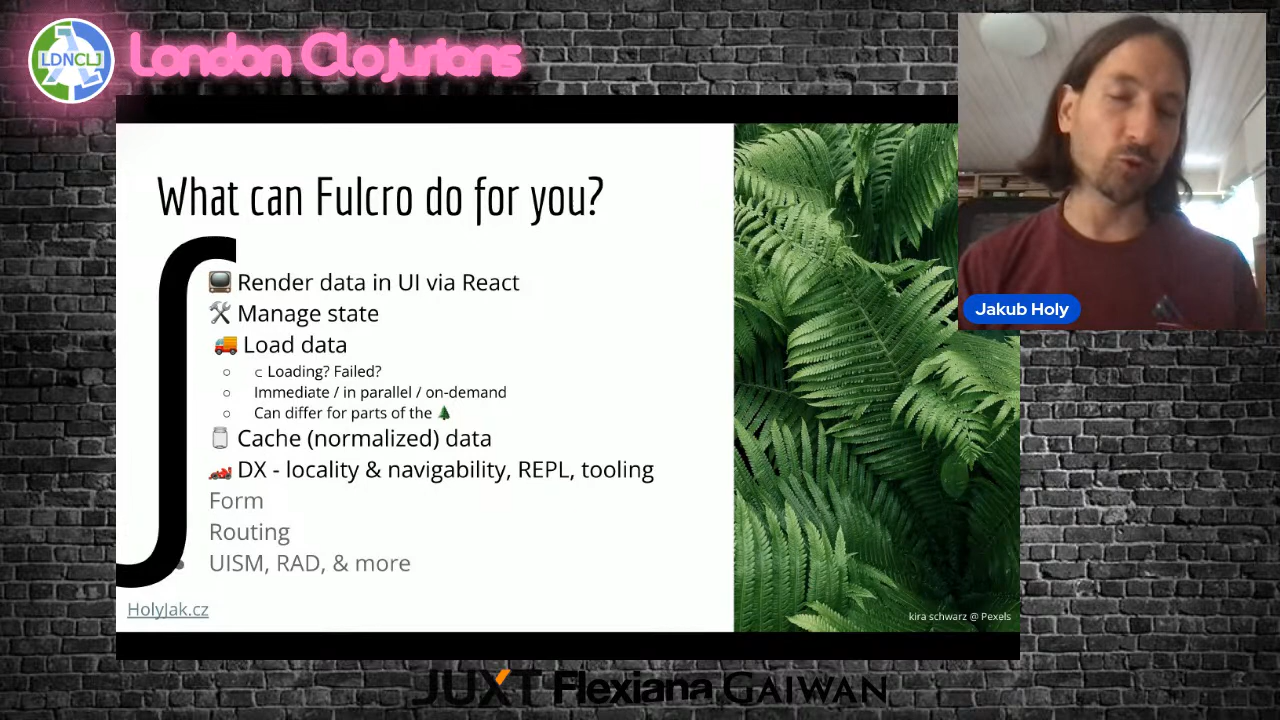 LDNCLJ
London Clojurians
What can Fulcro do for you?
Render data in UI via React
Manage state
Load data
Loading? Failed?
Immediate / in parallel / on-demand
Can differ for parts of the
Cache (normalized) data
DX - locality & navigability, REPL, tooling
Form
Routing
UISM, RAD, & more
HolyJak.cz
kira schwarz @ Pexels
Jakub Holy
JUXT Flexiana GAIWAN